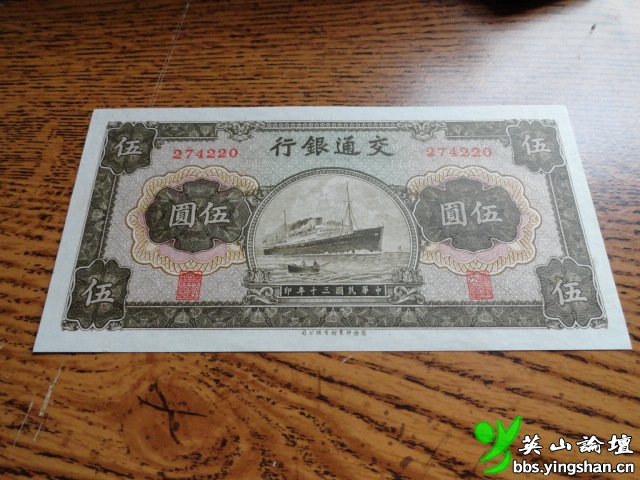 交通銀行
274220
274220
伍
伍
伍圓
伍圓
中華民國三十年印
伍
伍
英山論壇
bbs.yingshan.cn